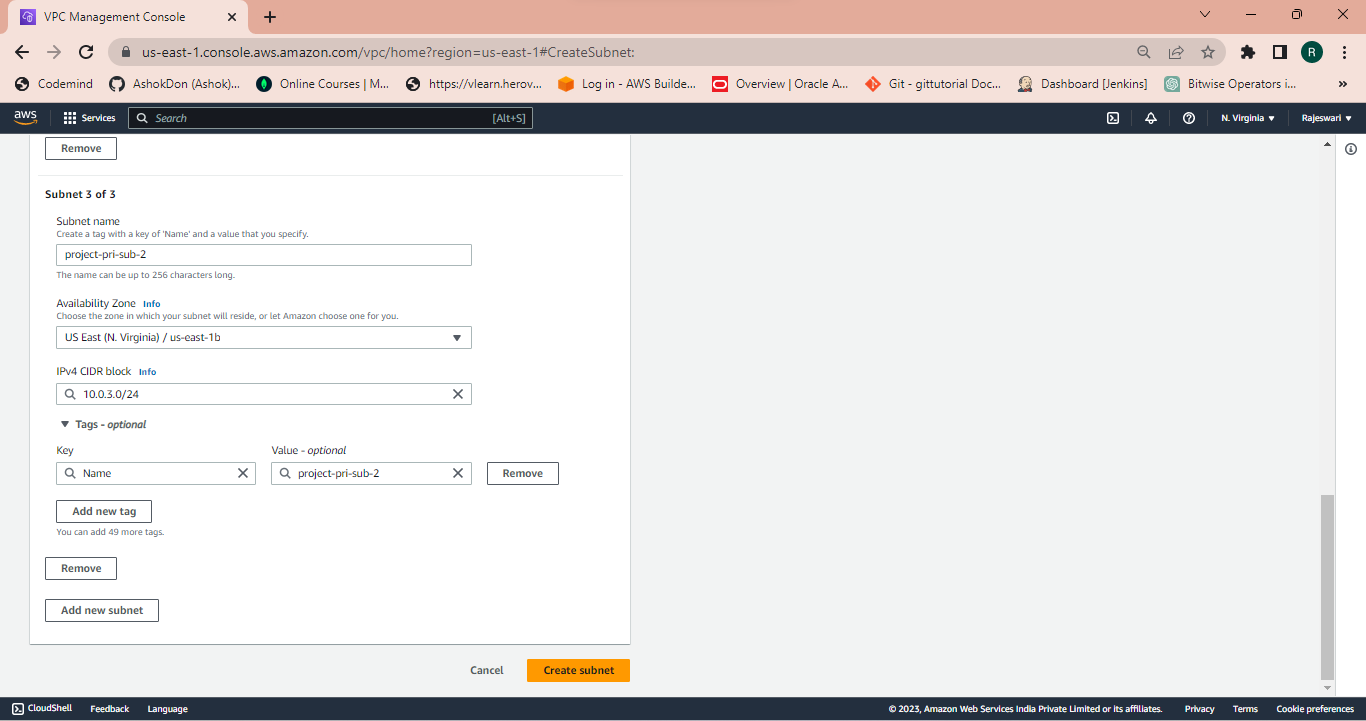 VPC Management Console
us-east-1.console.aws.amazon.com/vpc/home?region=us-east-1#CreateSubnet:
R
Codemind AshokDon (Ashok)... Online Courses | M... https://vlearn.herov... Log in - AWS Builde... Overview | Oracle A... Git - gittutorial Doc... Dashboard [Jenkins] Bitwise Operators i... »
aws Services Search [Alt+S] N. Virginia Rajeswari
Remove
Subnet 3 of 3
Subnet name
Create a tag with a key of 'Name' and a value that you specify.
project-pri-sub-2
The name can be up to 256 characters long.
Availability Zone Info
Choose the zone in which your subnet will reside, or let Amazon choose one for you.
US East (N. Virginia) / us-east-1b
IPv4 CIDR block Info
10.0.3.0/24
Tags - optional
Key Value - optional
Name project-pri-sub-2 Remove
Add new tag
You can add 49 more tags.
Remove
Add new subnet
Cancel Create subnet
CloudShell Feedback Language © 2023, Amazon Web Services India Private Limited or its affiliates. Privacy Terms Cookie preferences